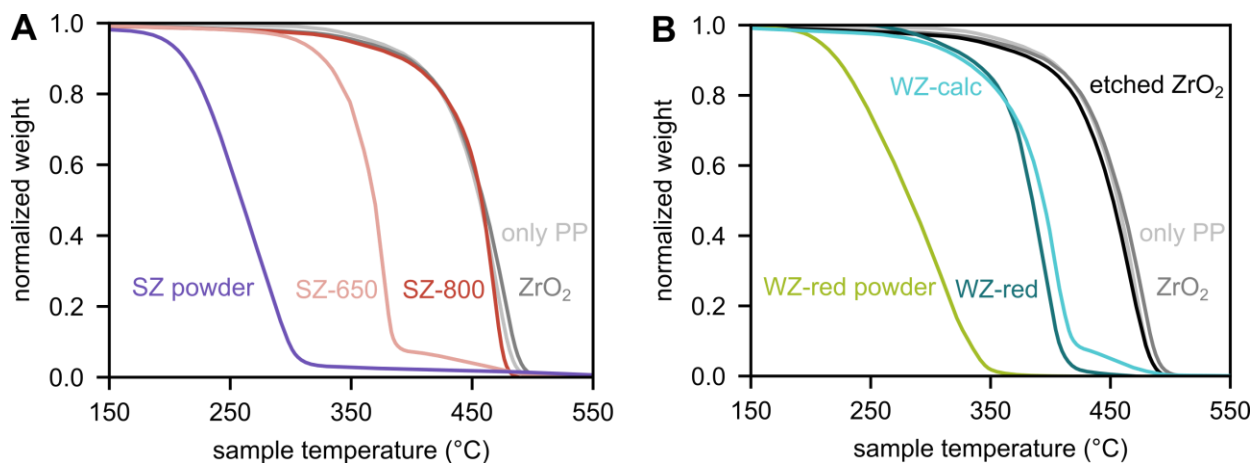 A
normalized weight
1.0
0.8
0.6
0.4
0.2
0.0
only PP
SZ powder
SZ-650
SZ-800
ZrO₂
150
250
350
450
550
sample temperature (°C)
B
normalized weight
1.0
0.8
0.6
0.4
0.2
0.0
WZ-calc
etched ZrO₂
only PP
WZ-red powder
WZ-red
ZrO₂
150
250
350
450
550
sample temperature (°C)